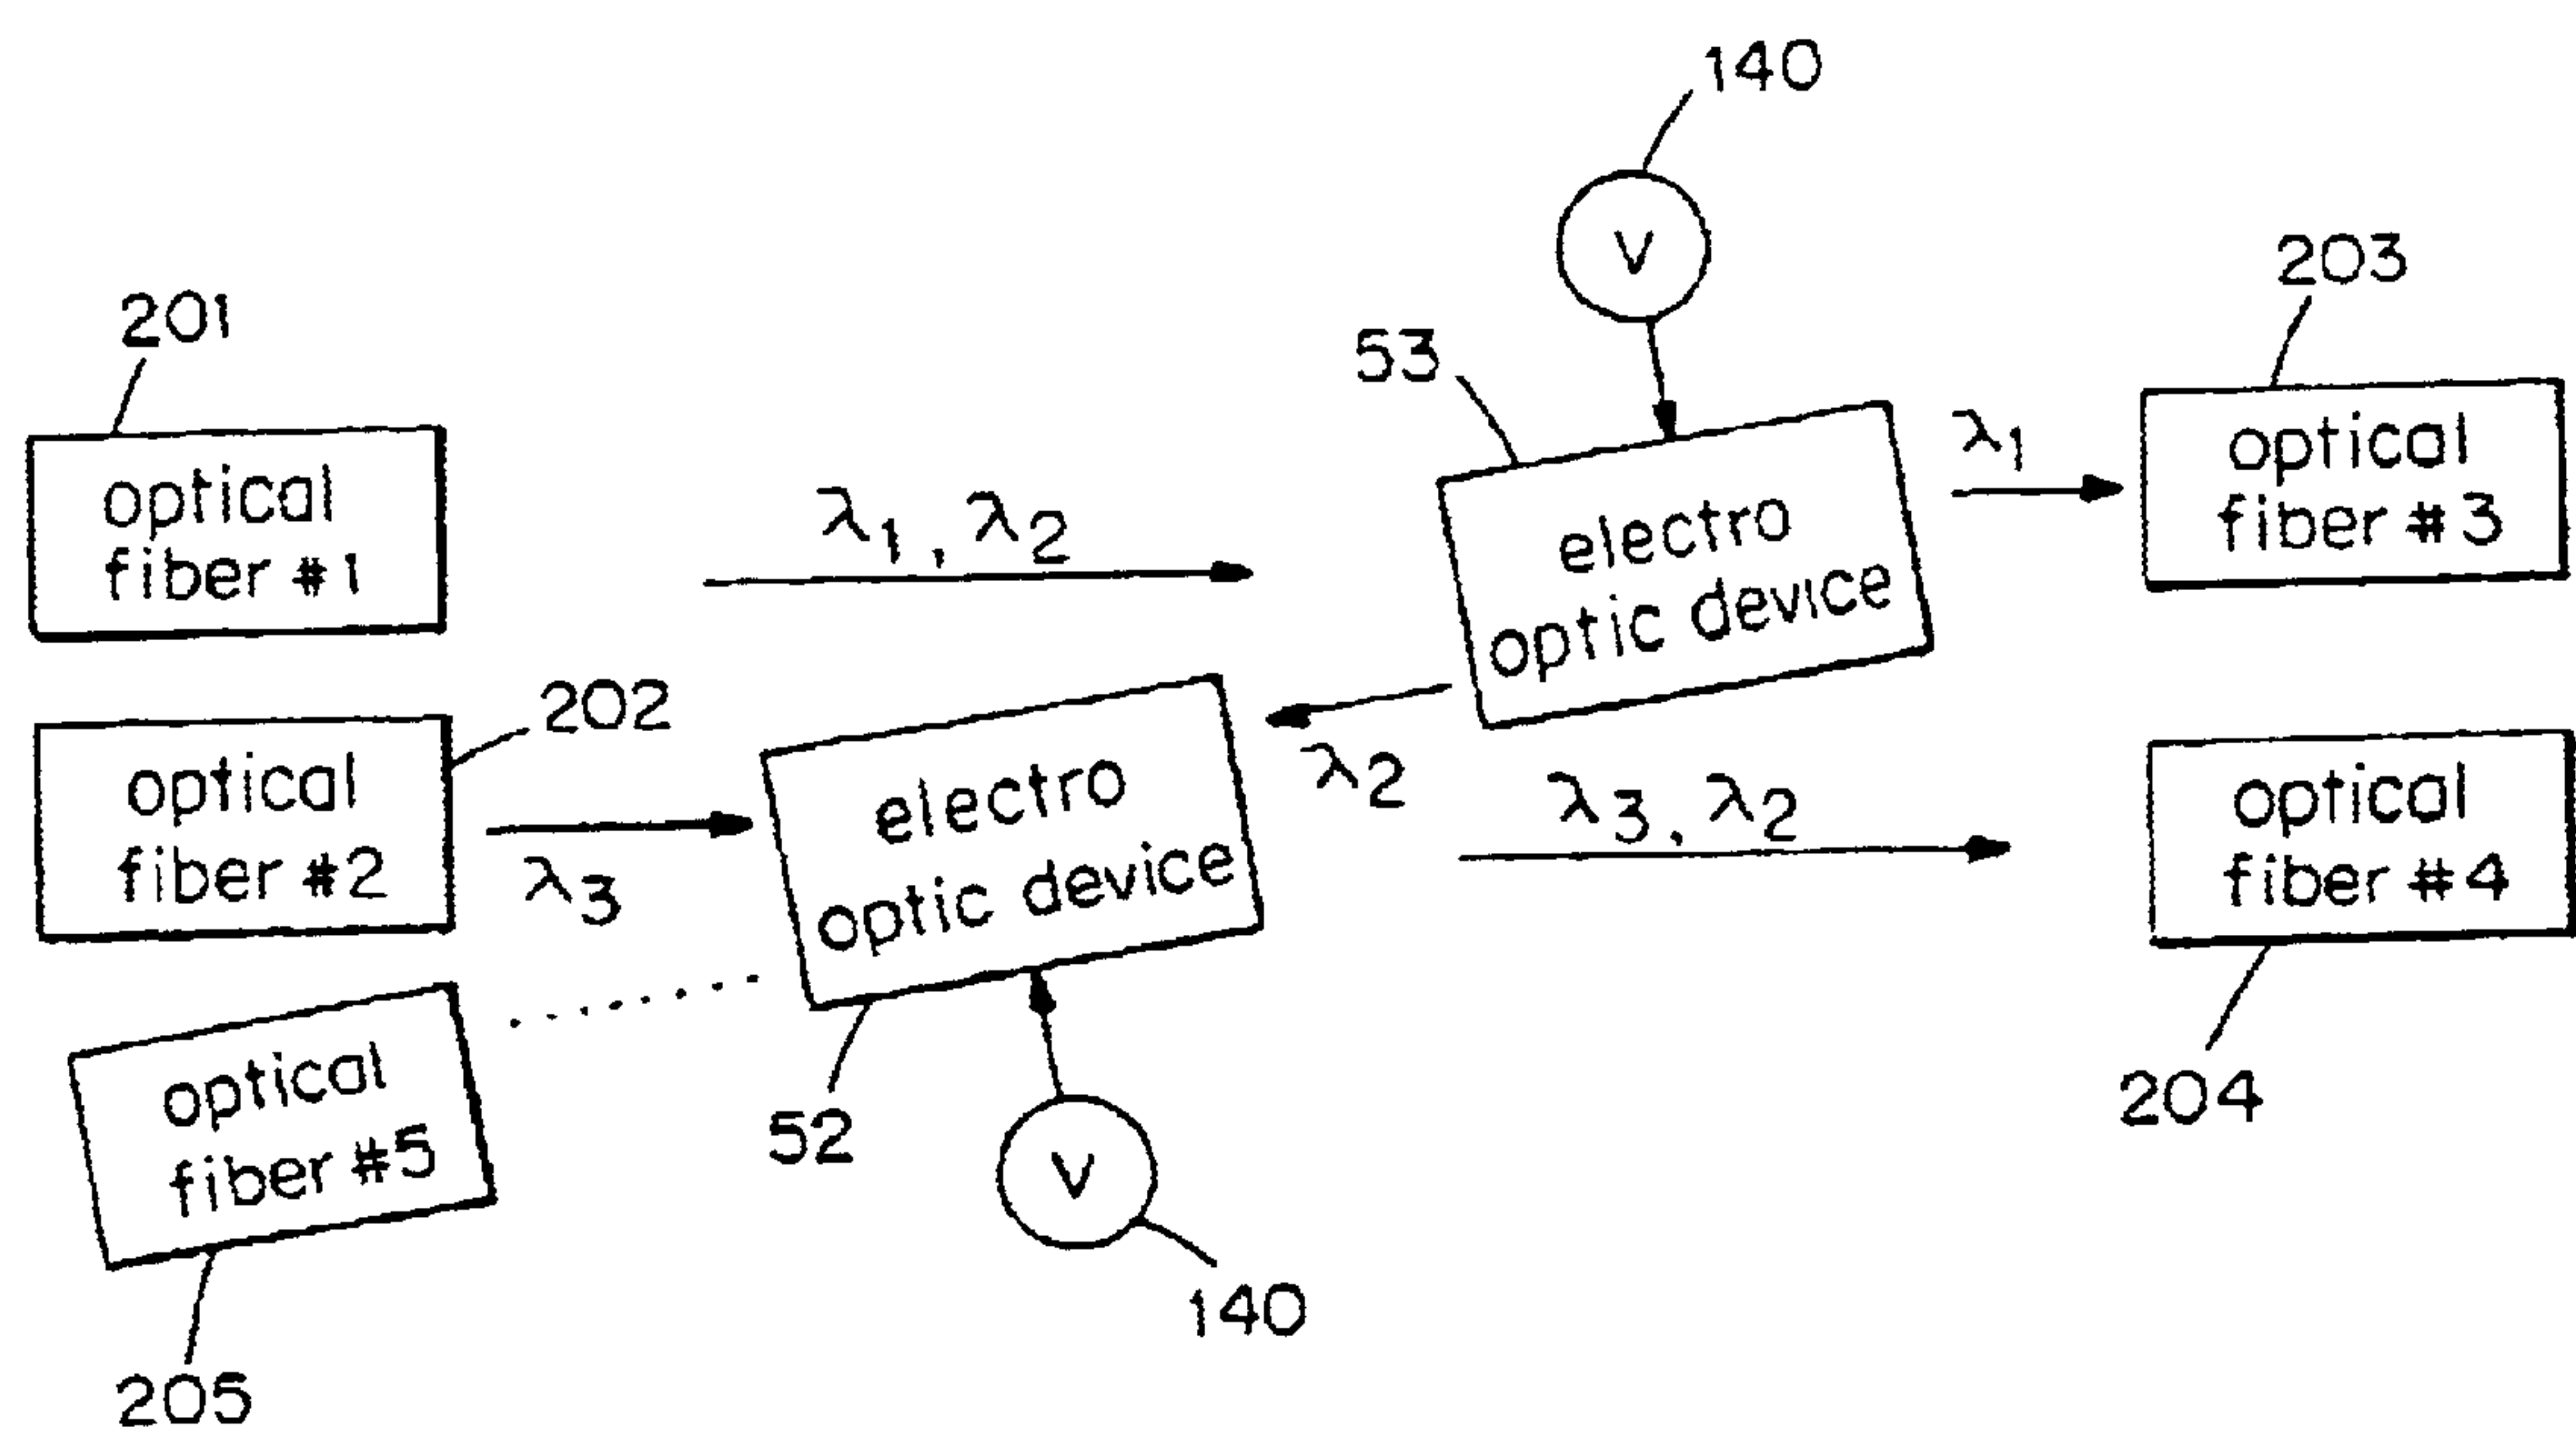 140
V
203
53
201
λ1
optical
fiber #3
optical
fiber #1
λ1, λ2
electro
optic device
202
optical
fiber #2
λ3
electro
optic device
λ2
λ3, λ2
optical
fiber #4
optical
fiber #5
52
V
204
140
205